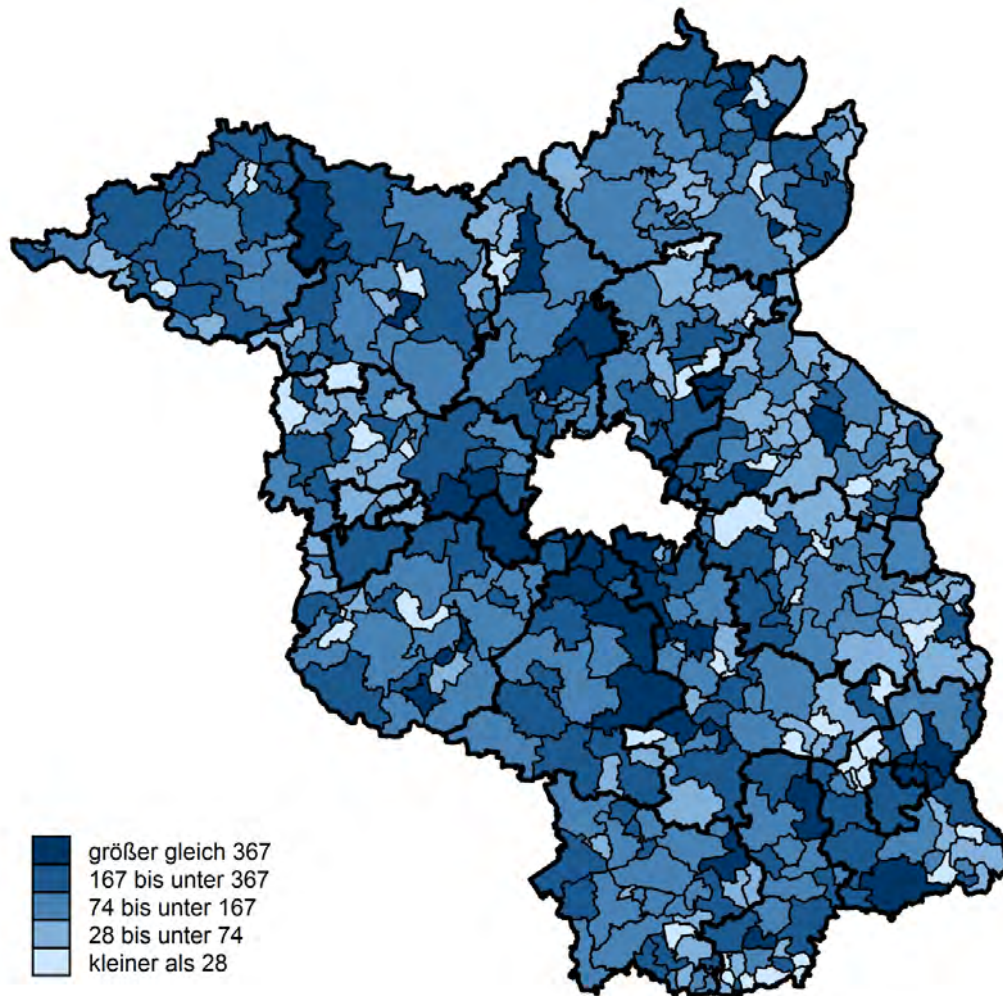 größer gleich 367
167 bis unter 367
74 bis unter 167
28 bis unter 74
kleiner als 28